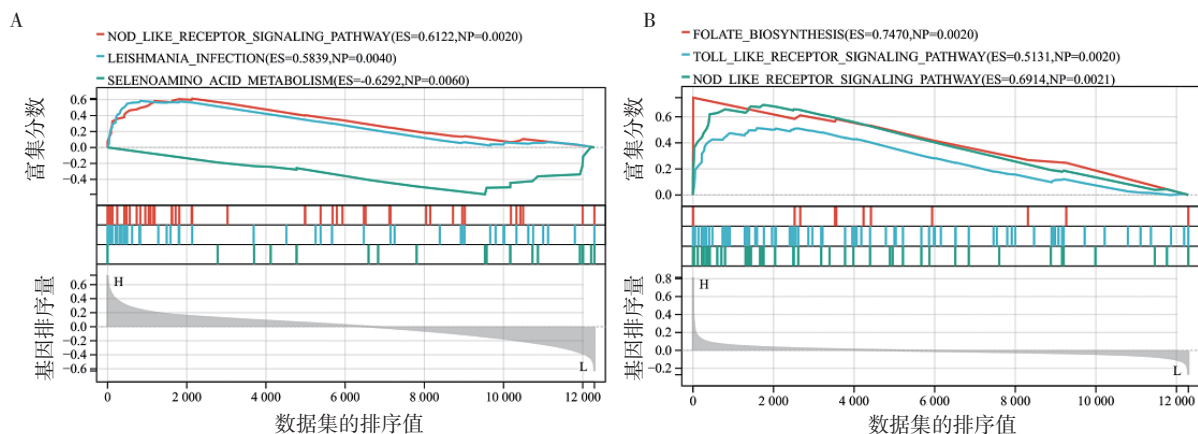 A
NOD_LIKE_RECEPTOR_SIGNALING_PATHWAY(ES=0.6122,NP=0.0020)
LEISHMANIA_INFECTION(ES=0.5839,NP=0.0040)
SELENOAMINO_ACID_METABOLISM(ES=-0.6292,NP=0.0060)
富集分数
0.6
0.4
0.2
0.0
−0.2
−0.4
基因排序量
H
0.6
0.4
0.2
0.0
−0.2
−0.4
−0.6
L
0
2 000
4 000
6 000
8 000
10 000
12 000
数据集的排序值
B
FOLATE_BIOSYNTHESIS(ES=0.7470,NP=0.0020)
TOLL_LIKE_RECEPTOR_SIGNALING_PATHWAY(ES=0.5131,NP=0.0020)
NOD_LIKE_RECEPTOR_SIGNALING_PATHWAY(ES=0.6914,NP=0.0021)
富集分数
0.6
0.4
0.2
0.0
基因排序量
H
0.8
0.6
0.4
0.2
0.0
−0.2
L
0
2 000
4 000
6 000
8 000
10 000
12 000
数据集的排序值